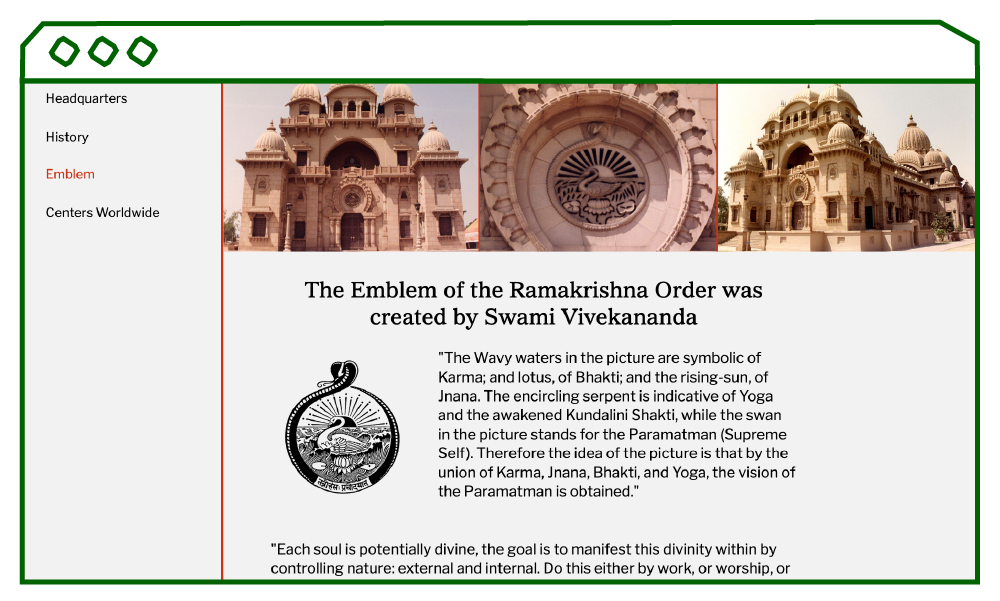 Headquarters
History
Emblem
Centers Worldwide
The Emblem of the Ramakrishna Order was
created by Swami Vivekananda
"The Wavy waters in the picture are symbolic of
Karma; and lotus, of Bhakti; and the rising-sun, of
Jnana. The encircling serpent is indicative of Yoga
and the awakened Kundalini Shakti, while the swan
in the picture stands for the Paramatman (Supreme
Self). Therefore the idea of the picture is that by the
union of Karma, Jnana, Bhakti, and Yoga, the vision of
the Paramatman is obtained."
तन्नो हंसः प्रचोदयात्
"Each soul is potentially divine, the goal is to manifest this divinity within by
controlling nature: external and internal. Do this either by work, or worship, or